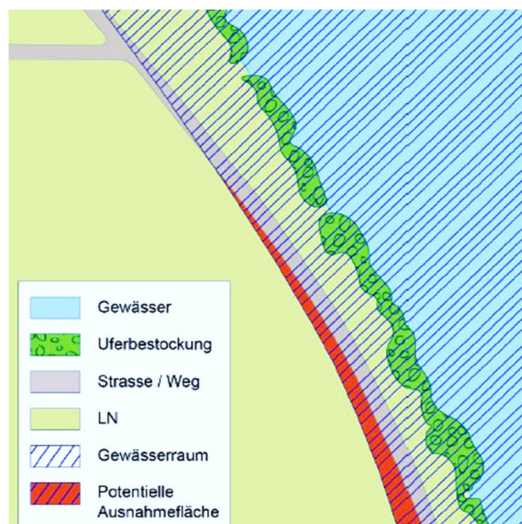 Gewässer
Uferbestockung
Strasse / Weg
LN
Gewässerraum
Potentielle
Ausnahmefläche